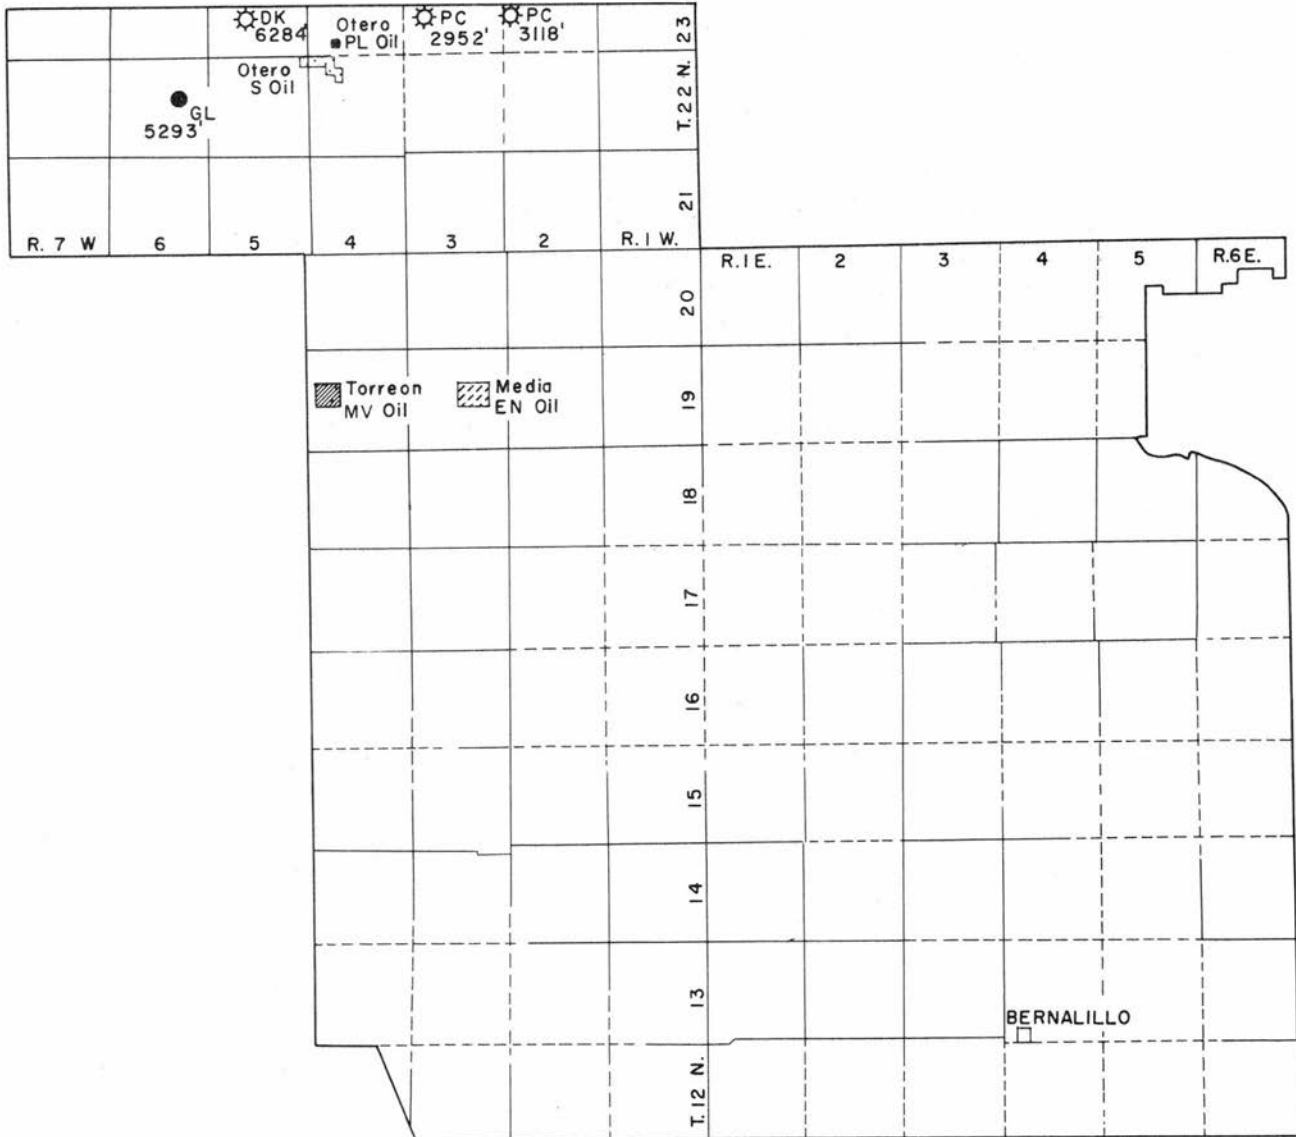 DK
6284'
Otero
PL Oil
PC
2952'
PC
3118'
23
Otero
S Oil
T. 22 N.
GL
5293'
21
R. 7 W
6
5
4
3
2
R. 1 W.
R. 1 E.
2
3
4
5
R. 6 E.
20
Torreon
MV Oil
Media
EN Oil
19
18
17
16
15
14
13
BERNALILLO
T. 12 N.